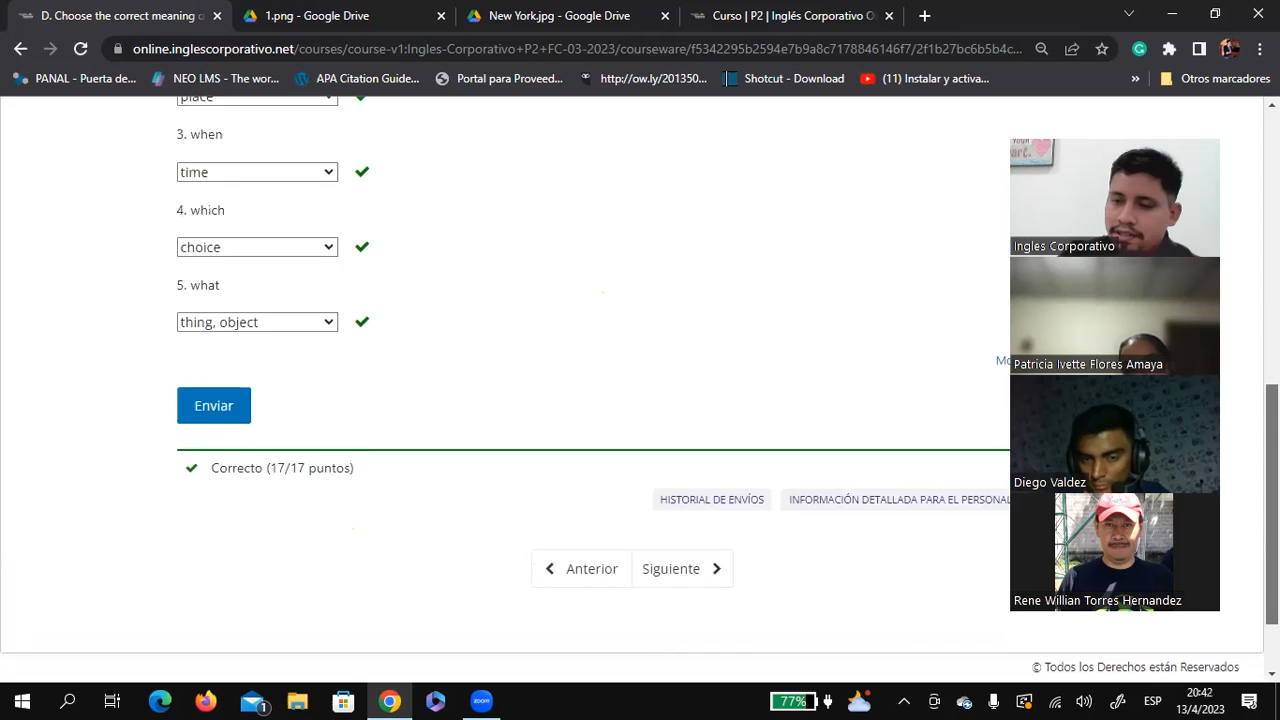 D. Choose the correct meaning o
1.png - Google Drive
New York.jpg - Google Drive
Curso | P2 | Inglés Corporativo O
online.inglescorporativo.net/courses/course-v1:Ingles-Corporativo+P2+FC-03-2023/courseware/f5342295b2594e7b9a8c7178846146f7/2f1b27bc6b5b4c...
PANAL - Puerta de...
NEO LMS - The wor...
APA Citation Guide...
Portal para Proveed...
http://ow.ly/201350...
Shotcut - Download
(11) Instalar y activa...
»
Otros marcadores
place
3. when
time
4. which
choice
5. what
thing, object
Mo
Enviar
Correcto (17/17 puntos)
HISTORIAL DE ENVÍOS
INFORMACIÓN DETALLADA PARA EL PERSONAL
Anterior
Siguiente
© Todos los Derechos están Reservados
Ingles Corporativo
Patricia Ivette Flores Amaya
Diego Valdez
Rene Willian Torres Hernandez
1
zoom
77%
ESP
20:42
13/4/2023